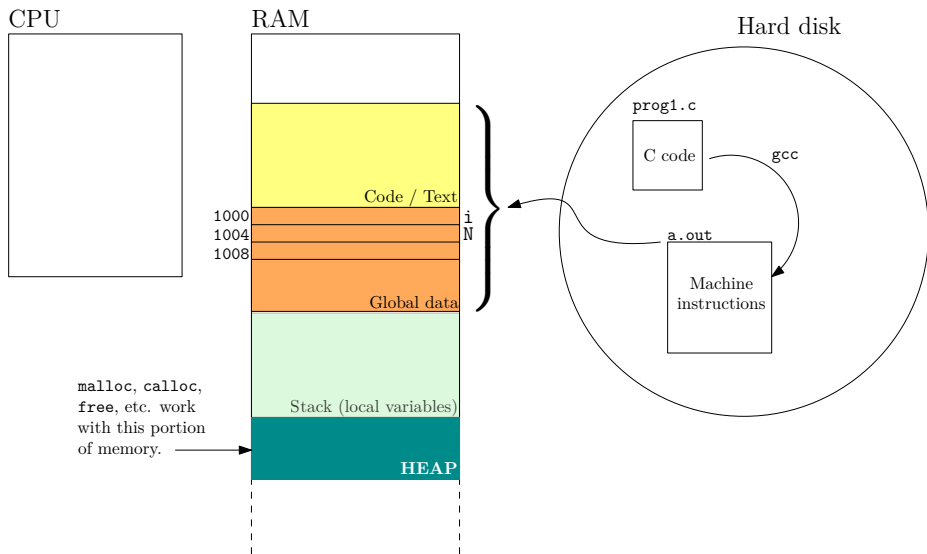 CPU
RAM
Hard disk
prog1.c
C code
gcc
Code / Text
1000
i
1004
N
1008
a.out
Machine
instructions
Global data
malloc, calloc,
free, etc. work
with this portion
of memory.
Stack (local variables)
HEAP